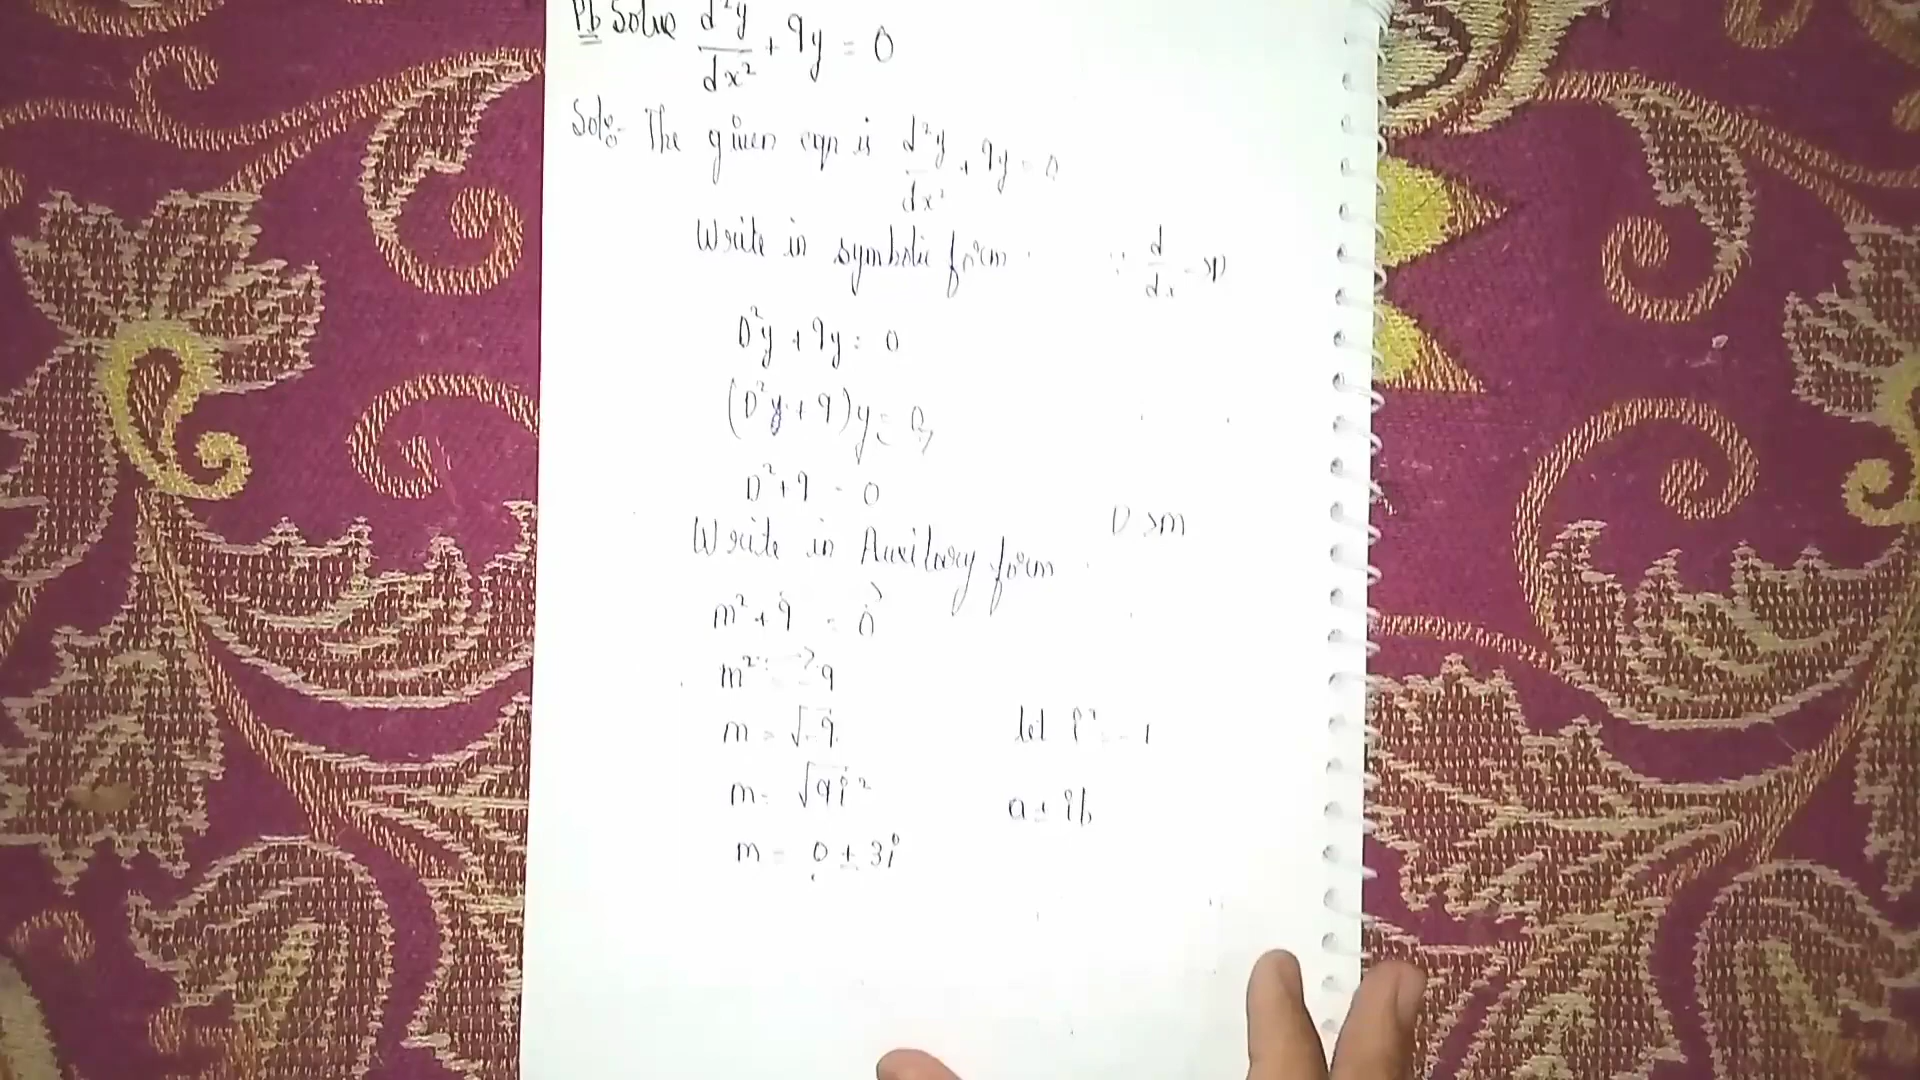 Pb Solve d²y/dx² + 9y = 0
Sol:- The given eqn is d²y/dx² + 9y = 0
Write in symbolic form. ∵ d/dx = D
D²y + 9y = 0
(D²y + 9)y = 0,
D² + 9 = 0
Write in Auxilary form. D = m
m² + 9 = 0
m² = -9
m = √-9 let i² = -1
m = √9i² a ± ib
m = 0 ± 3i